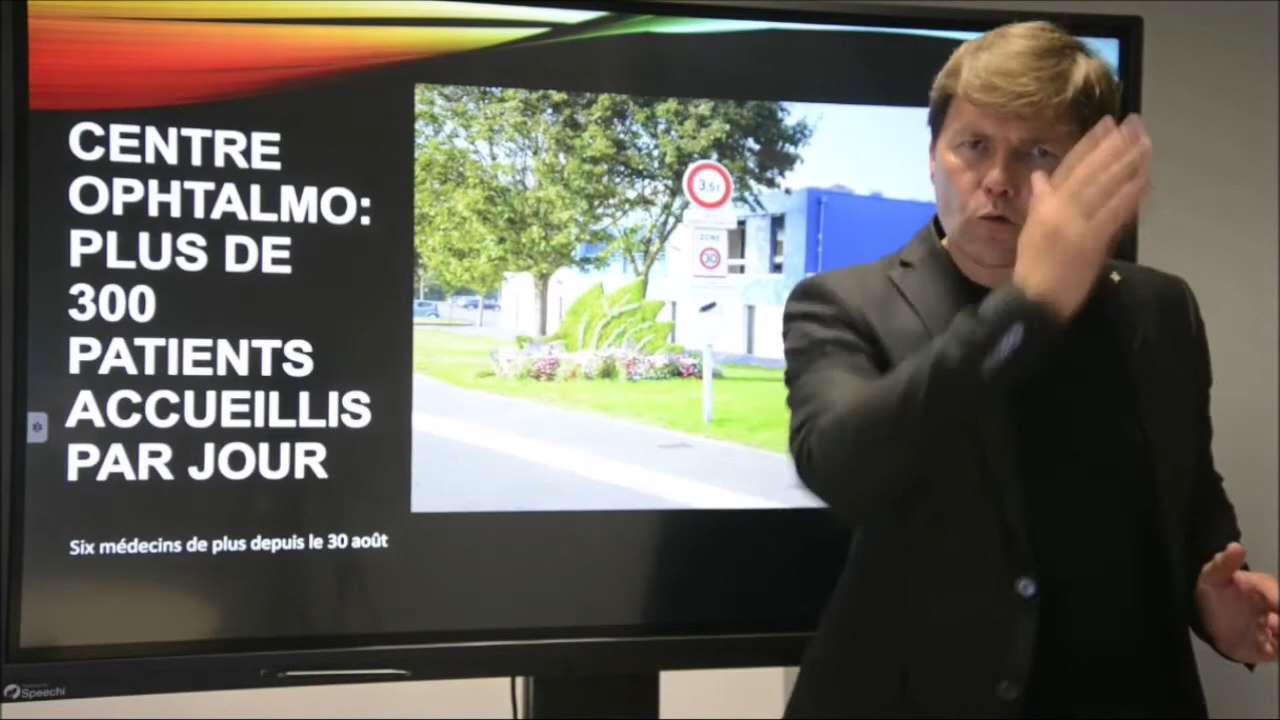 CENTRE
OPHTALMO:
PLUS DE
300
PATIENTS
ACCUEILLIS
PAR JOUR
Six médecins de plus depuis le 30 août
3,5t
ZONE
30
Speechi